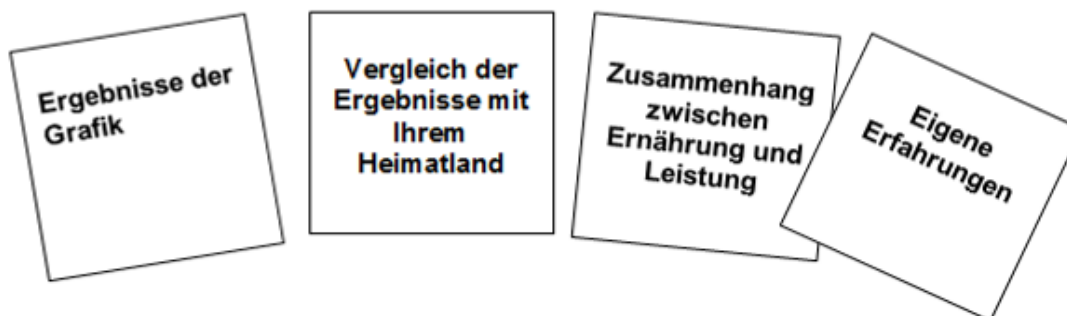 Ergebnisse der
Grafik
Vergleich der
Ergebnisse mit
Ihrem
Heimatland
Zusammenhang
zwischen
Ernährung und
Leistung
Eigene
Erfahrungen